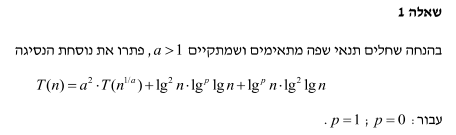 שאלה 1
בהנחה שחלים תנאי שפה מתאימים ושמתקיים a > 1, פתרו את נוסחת הנסיגה
T(n) = a² · T(n^{1/a}) + lg² n · lg^p lg n + lg^p n · lg² lg n
עבור: p = 0 ; p = 1 .